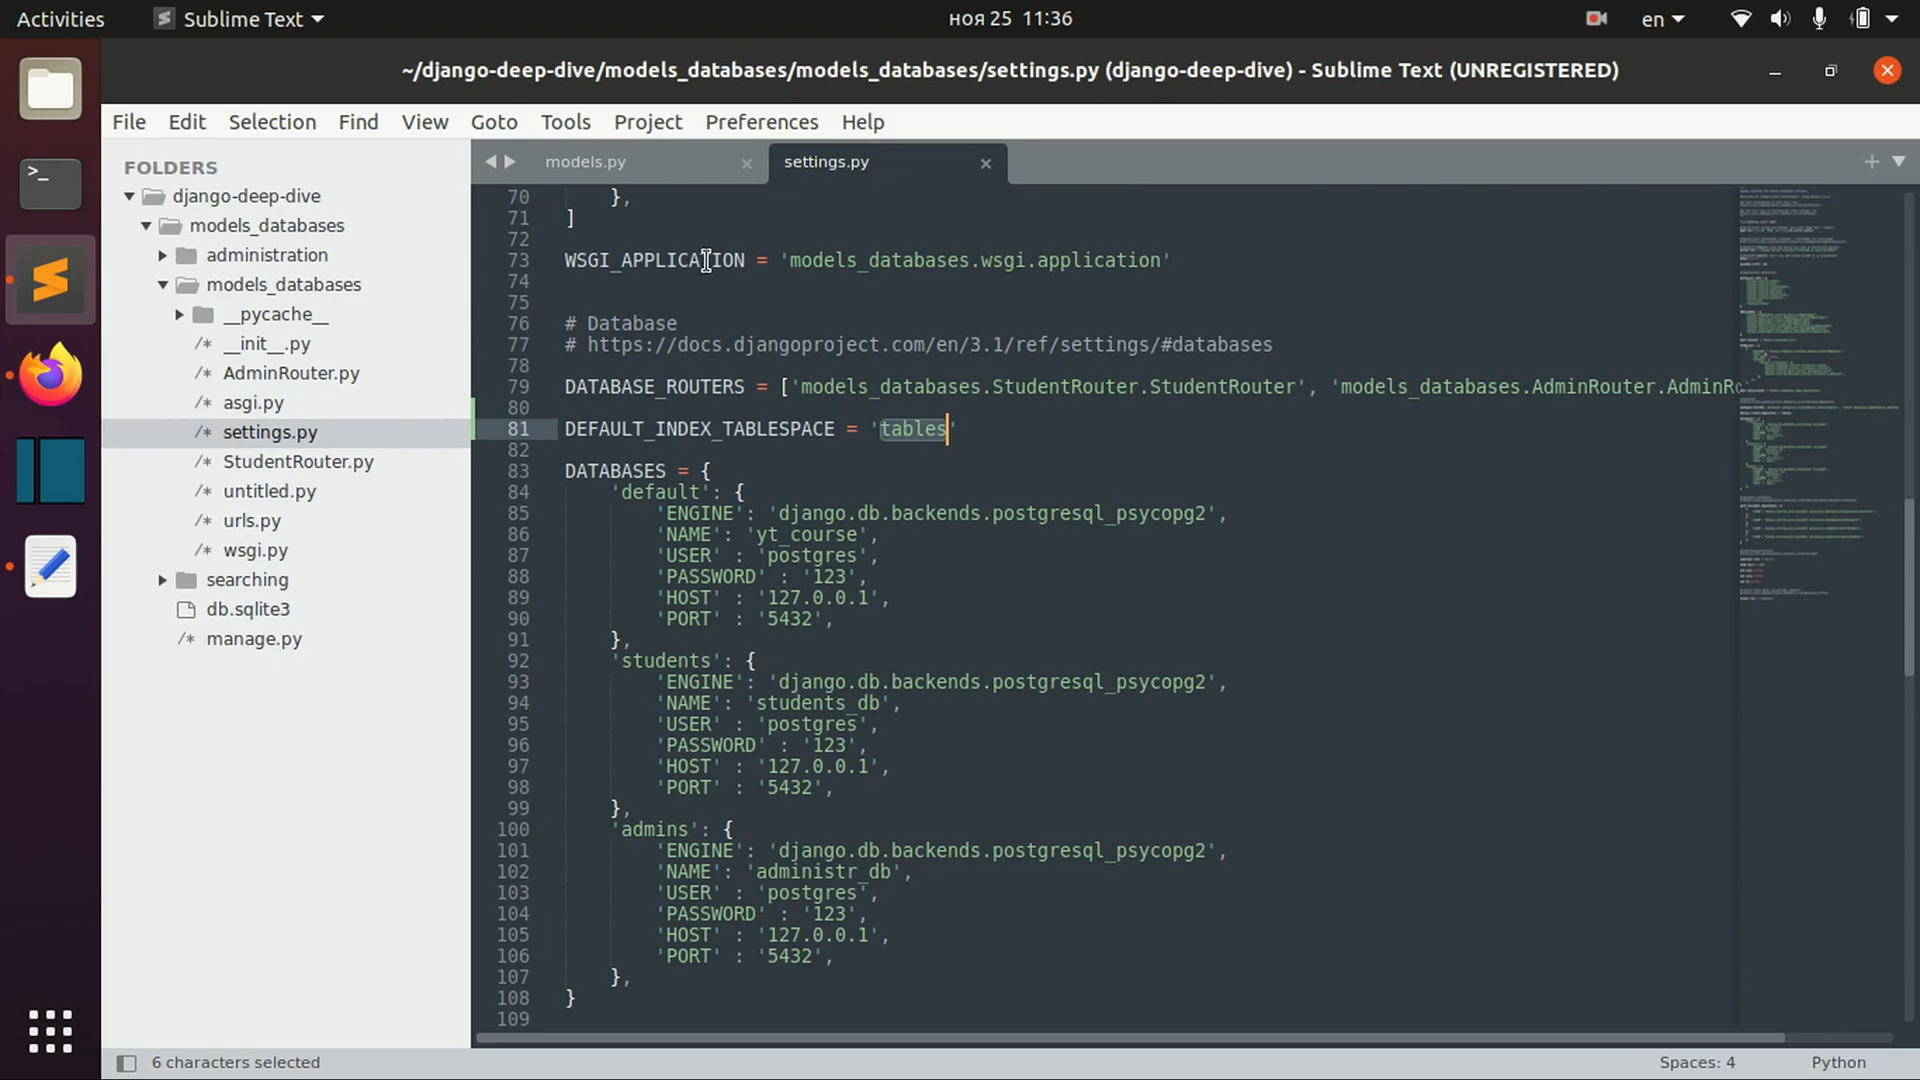 Activities
Sublime Text
ноя 25 11:36
en
~/django-deep-dive/models_databases/models_databases/settings.py (django-deep-dive) - Sublime Text (UNREGISTERED)
File Edit Selection Find View Goto Tools Project Preferences Help
FOLDERS
django-deep-dive
models_databases
administration
models_databases
__pycache__
/* __init__.py
/* AdminRouter.py
/* asgi.py
/* settings.py
/* StudentRouter.py
/* untitled.py
/* urls.py
/* wsgi.py
searching
db.sqlite3
/* manage.py
models.py
settings.py
70 },
71 ]
72
73 WSGI_APPLICATION = 'models_databases.wsgi.application'
74
75
76 # Database
77 # https://docs.djangoproject.com/en/3.1/ref/settings/#databases
78
79 DATABASE_ROUTERS = ['models_databases.StudentRouter.StudentRouter', 'models_databases.AdminRouter.AdminRo
80
81 DEFAULT_INDEX_TABLESPACE = 'tables'
82
83 DATABASES = {
84 'default': {
85 'ENGINE': 'django.db.backends.postgresql_psycopg2',
86 'NAME': 'yt_course',
87 'USER' : 'postgres',
88 'PASSWORD' : '123',
89 'HOST' : '127.0.0.1',
90 'PORT' : '5432',
91 },
92 'students': {
93 'ENGINE': 'django.db.backends.postgresql_psycopg2',
94 'NAME': 'students_db',
95 'USER' : 'postgres',
96 'PASSWORD' : '123',
97 'HOST' : '127.0.0.1',
98 'PORT' : '5432',
99 },
100 'admins': {
101 'ENGINE': 'django.db.backends.postgresql_psycopg2',
102 'NAME': 'administr_db',
103 'USER' : 'postgres',
104 'PASSWORD' : '123',
105 'HOST' : '127.0.0.1',
106 'PORT' : '5432',
107 },
108 }
109
6 characters selected
Spaces: 4
Python